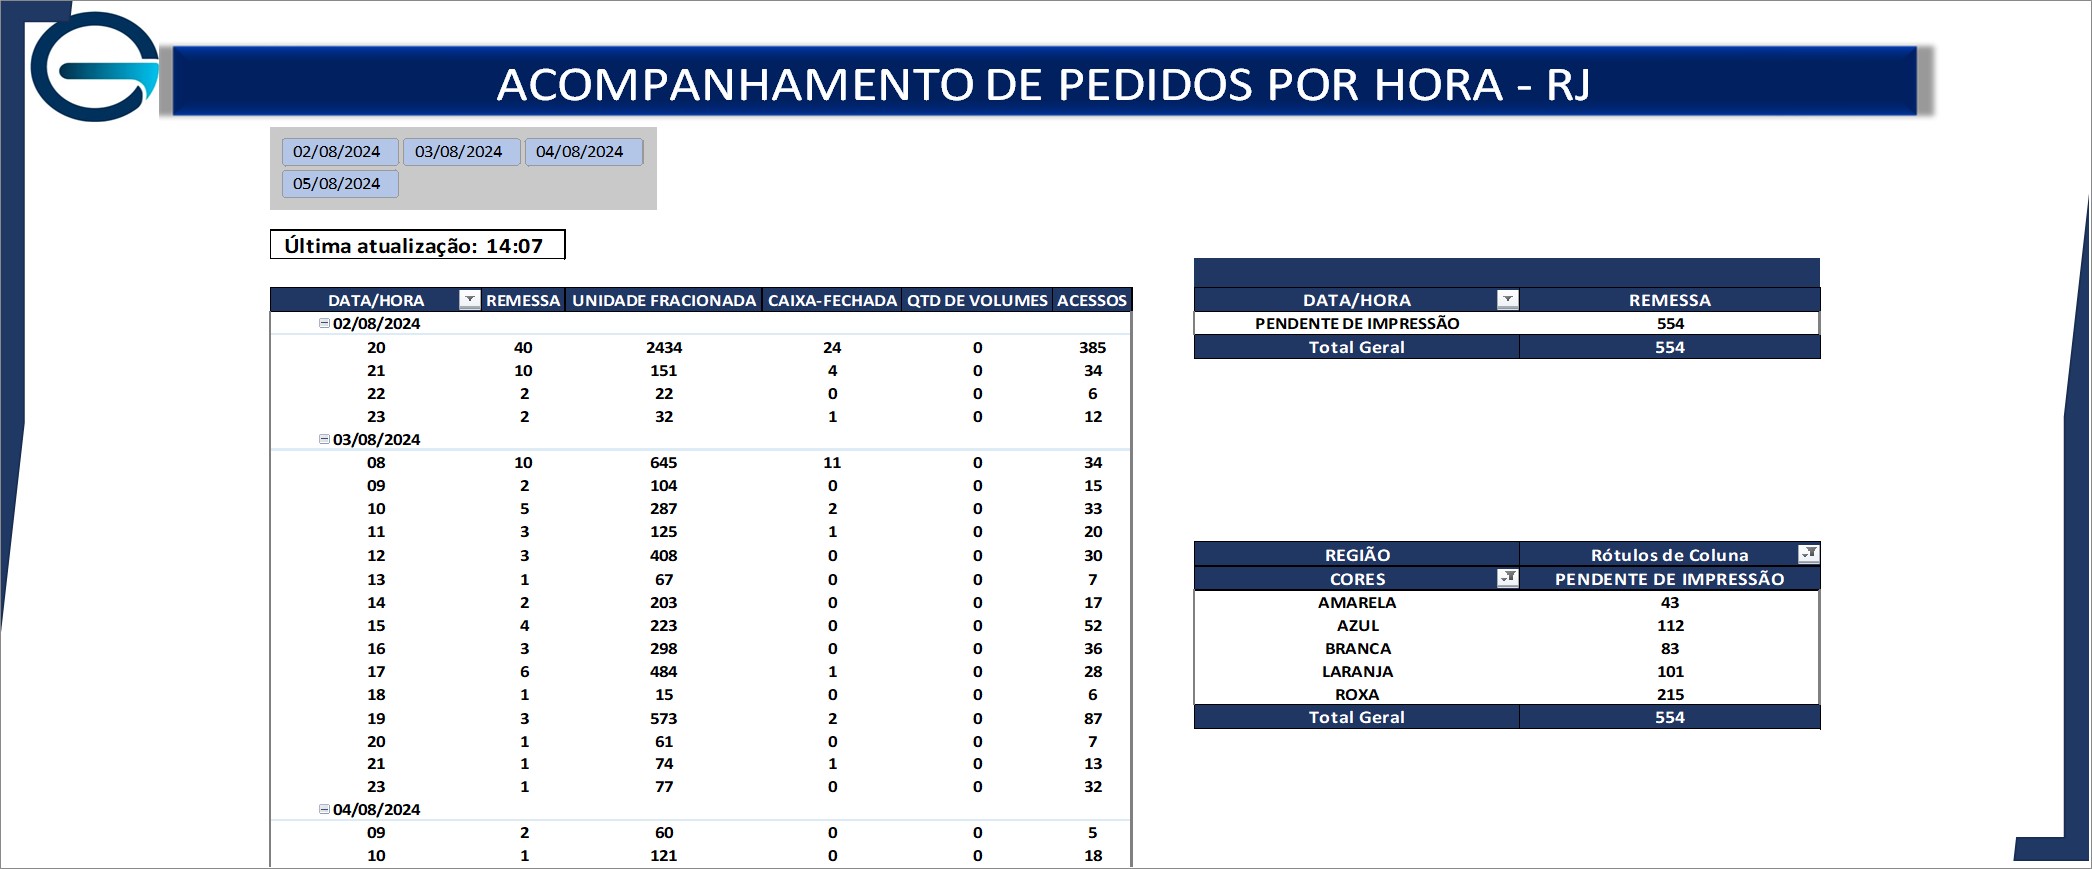 ACOMPANHAMENTO DE PEDIDOS POR HORA - RJ
02/08/2024 03/08/2024 04/08/2024
05/08/2024
Última atualização: 14:07
DATA/HORA REMESSA UNIDADE FRACIONADA CAIXA-FECHADA QTD DE VOLUMES ACESSOS
02/08/2024
20 40 2434 24 0 385
21 10 151 4 0 34
22 2 22 0 0 6
23 2 32 1 0 12
03/08/2024
08 10 645 11 0 34
09 2 104 0 0 15
10 5 287 2 0 33
11 3 125 1 0 20
12 3 408 0 0 30
13 1 67 0 0 7
14 2 203 0 0 17
15 4 223 0 0 52
16 3 298 0 0 36
17 6 484 1 0 28
18 1 15 0 0 6
19 3 573 2 0 87
20 1 61 0 0 7
21 1 74 1 0 13
23 1 77 0 0 32
04/08/2024
09 2 60 0 0 5
10 1 121 0 0 18
DATA/HORA REMESSA
PENDENTE DE IMPRESSÃO 554
Total Geral 554
REGIÃO Rótulos de Coluna
CORES PENDENTE DE IMPRESSÃO
AMARELA 43
AZUL 112
BRANCA 83
LARANJA 101
ROXA 215
Total Geral 554